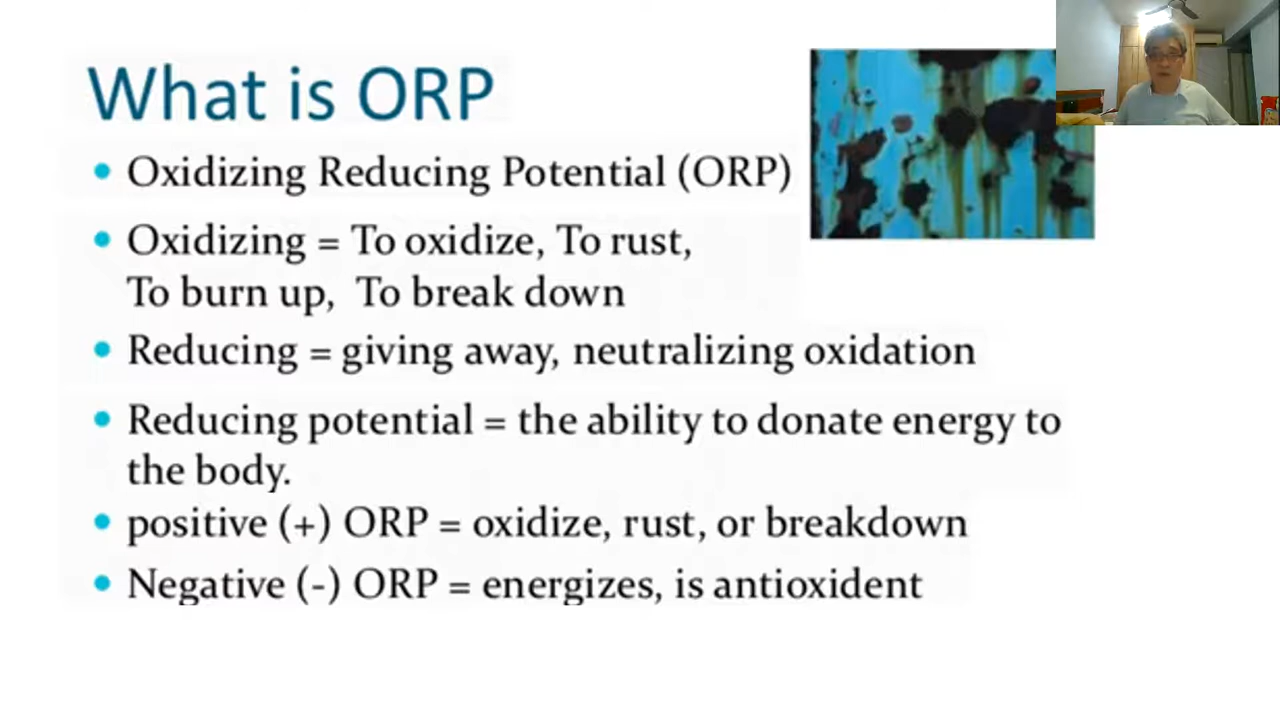 What is ORP
Oxidizing Reducing Potential (ORP)
Oxidizing = To oxidize, To rust,
To burn up, To break down
Reducing = giving away, neutralizing oxidation
Reducing potential = the ability to donate energy to
the body.
positive (+) ORP = oxidize, rust, or breakdown
Negative (-) ORP = energizes, is antioxident